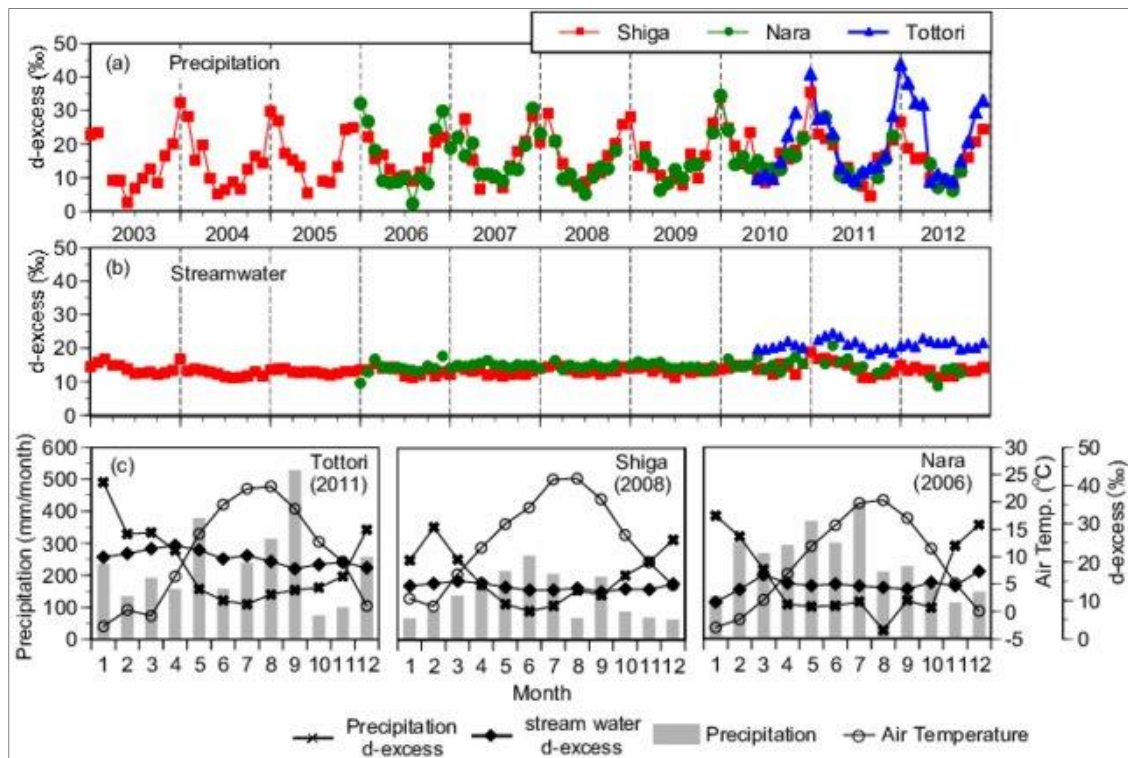 Shiga Nara Tottori
50
40
30
20
10
0
d-excess (‰)
(a) Precipitation
2003 2004 2005 2006 2007 2008 2009 2010 2011 2012
50
40
30
20
10
0
d-excess (‰)
(b) Streamwater
600
500
400
300
200
100
0
Precipitation (mm/month)
(c) Tottori
(2011)
Shiga
(2008)
Nara
(2006)
30
25
20
15
10
5
0
-5
Air Temp. (°C)
50
40
30
20
10
0
d-excess (‰)
1 2 3 4 5 6 7 8 9 10 11 12 1 2 3 4 5 6 7 8 9 10 11 12 1 2 3 4 5 6 7 8 9 10 11 12
Month
Precipitation
d-excess
stream water
d-excess
Precipitation
Air Temperature